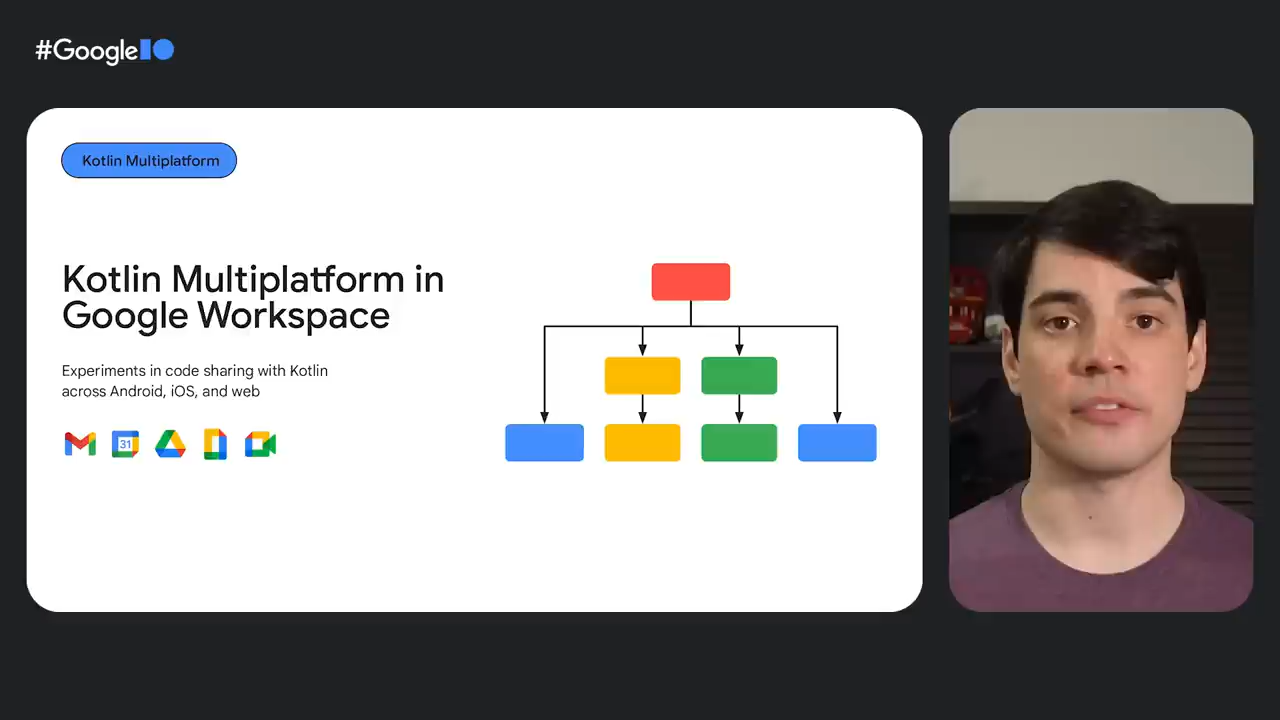 #GoogleIO
Kotlin Multiplatform
Kotlin Multiplatform in
Google Workspace
Experiments in code sharing with Kotlin
across Android, iOS, and web
31